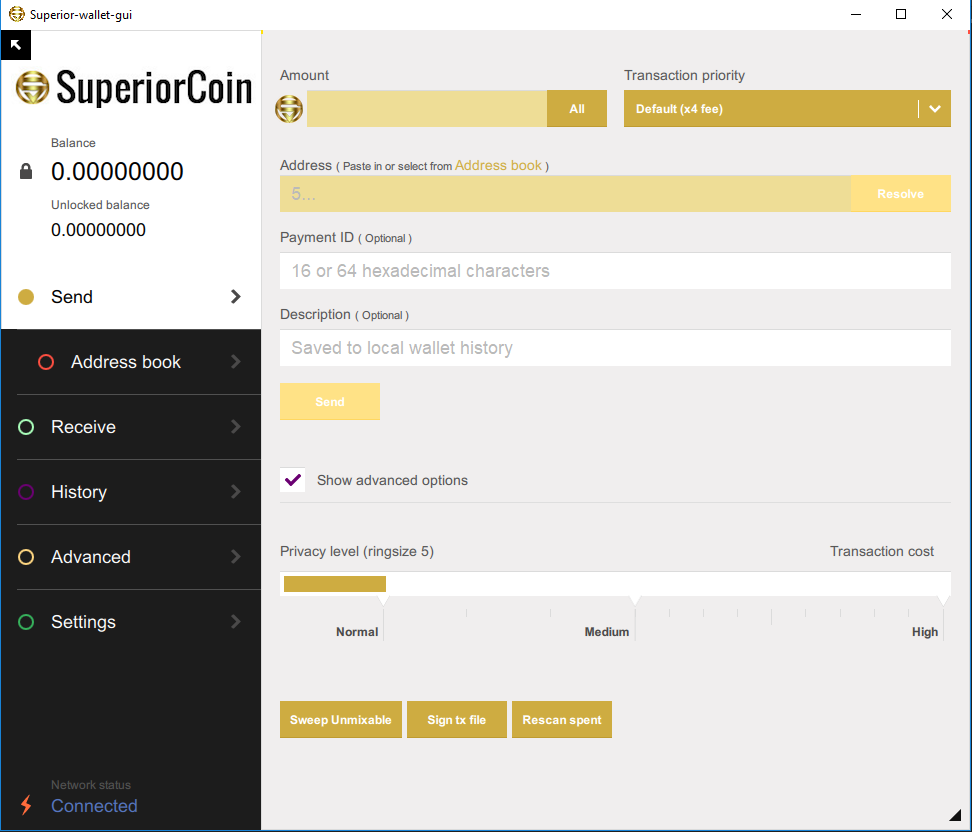 Superior-wallet-gui
SuperiorCoin
Balance
0.00000000
Unlocked balance
0.00000000
Send
Address book
Receive
History
Advanced
Settings
Network status
Connected
Amount
Transaction priority
All
Default (x4 fee)
Address ( Paste in or select from Address book )
5...
Resolve
Payment ID ( Optional )
16 or 64 hexadecimal characters
Description ( Optional )
Saved to local wallet history
Send
Show advanced options
Privacy level (ringsize 5)
Transaction cost
Normal
Medium
High
Sweep Unmixable
Sign tx file
Rescan spent